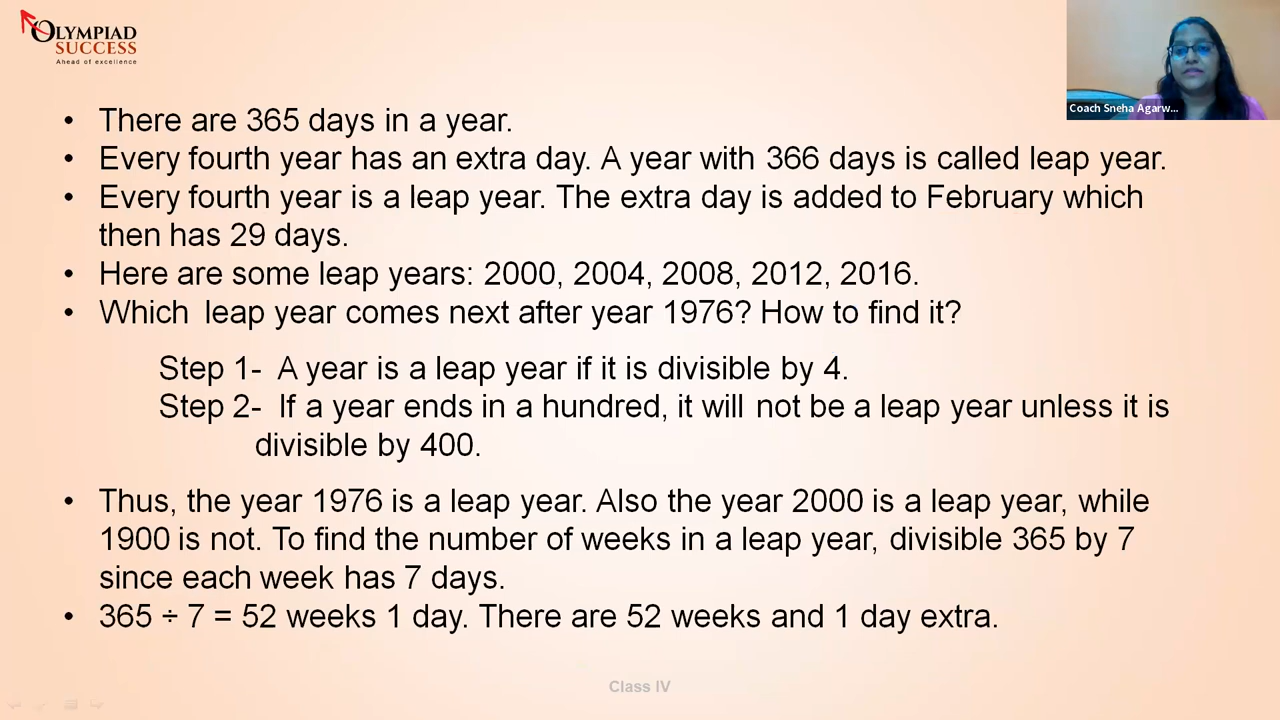 OLYMPIAD
SUCCESS
Ahead of excellence
Coach Sneha Agarw...
• There are 365 days in a year.
• Every fourth year has an extra day. A year with 366 days is called leap year.
• Every fourth year is a leap year. The extra day is added to February which
then has 29 days.
• Here are some leap years: 2000, 2004, 2008, 2012, 2016.
• Which leap year comes next after year 1976? How to find it?
Step 1- A year is a leap year if it is divisible by 4.
Step 2- If a year ends in a hundred, it will not be a leap year unless it is
divisible by 400.
• Thus, the year 1976 is a leap year. Also the year 2000 is a leap year, while
1900 is not. To find the number of weeks in a leap year, divisible 365 by 7
since each week has 7 days.
• 365 ÷ 7 = 52 weeks 1 day. There are 52 weeks and 1 day extra.
Class IV